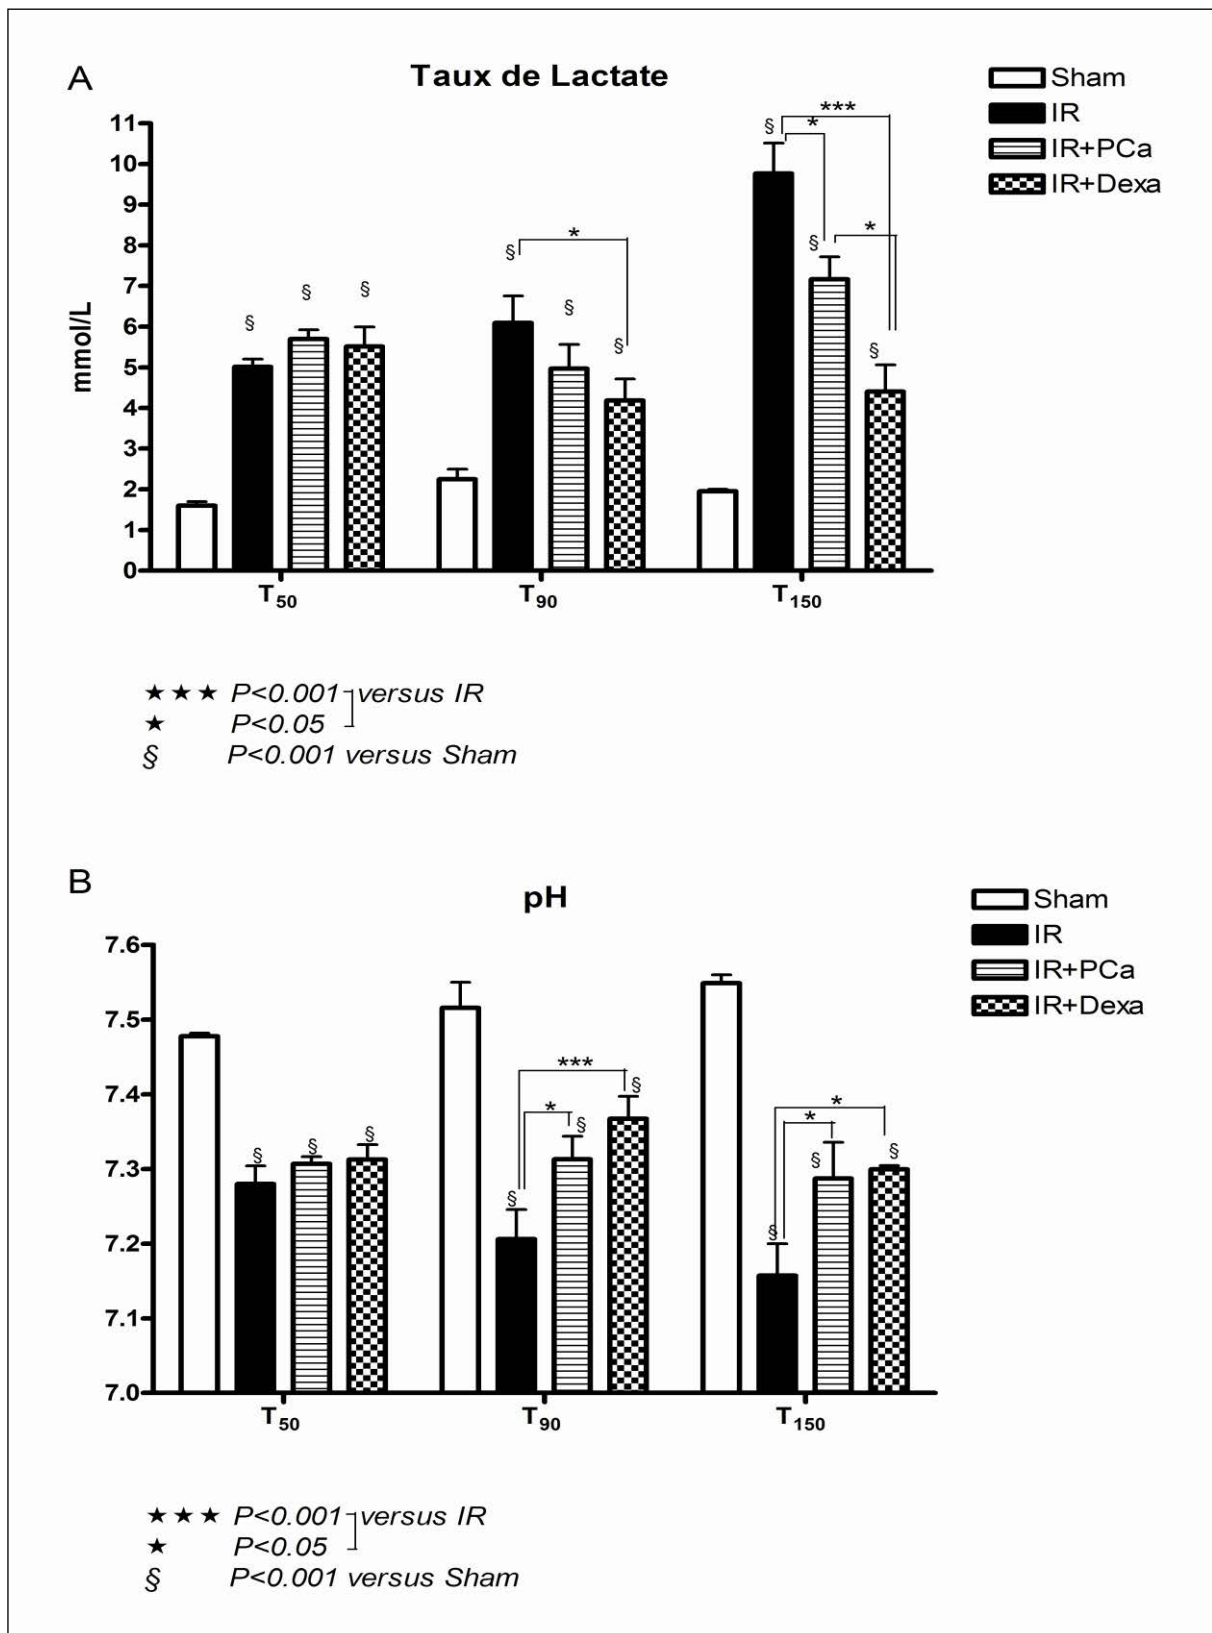 A
Taux de Lactate
Sham
IR
IR+PCa
IR+Dexa
mmol/L
11
10
9
8
7
6
5
4
3
2
1
0
§
§
§
§
*
§
§
§
***
*
§
*
§
T50
T90
T150
★★★ P<0.001 versus IR
★ P<0.05
§ P<0.001 versus Sham
B
pH
Sham
IR
IR+PCa
IR+Dexa
7.6
7.5
7.4
7.3
7.2
7.1
7.0
§
§
§
***
§
*
§
§
*
*
§
§
§
T50
T90
T150
★★★ P<0.001 versus IR
★ P<0.05
§ P<0.001 versus Sham